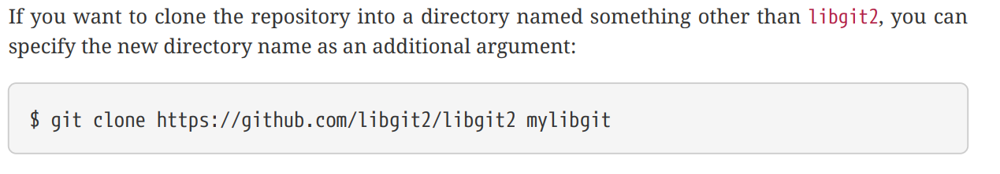 If you want to clone the repository into a directory named something other than libgit2, you can
specify the new directory name as an additional argument:
$ git clone https://github.com/libgit2/libgit2 mylibgit